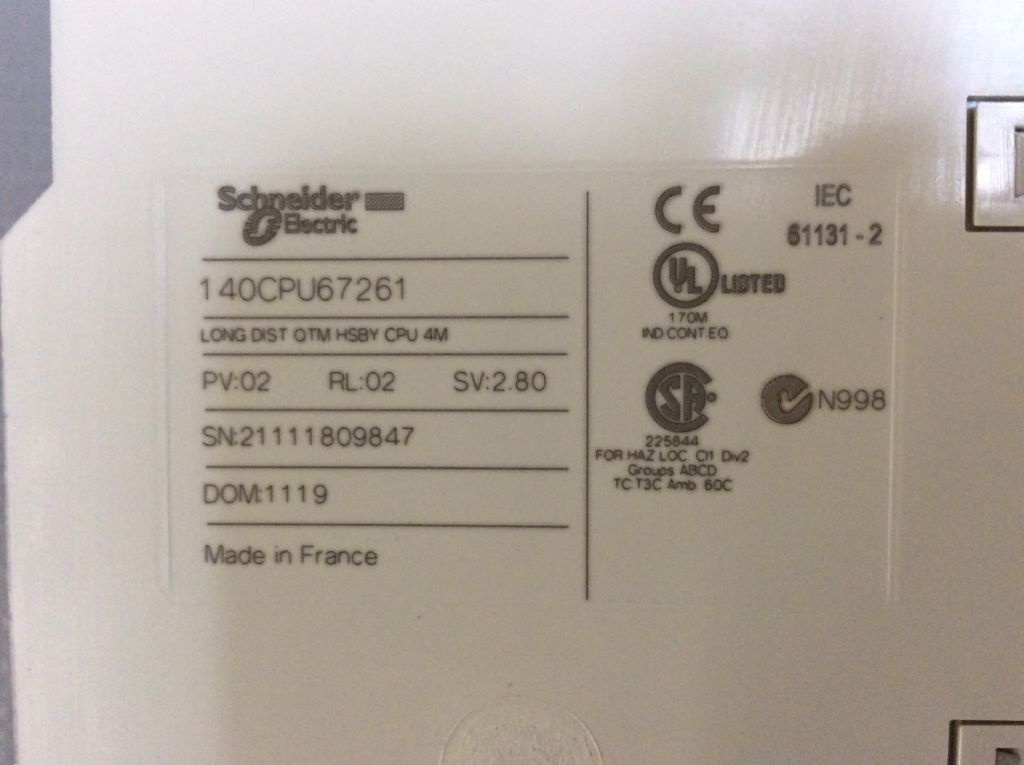 Schneider
Electric
140CPU67261
LONG DIST QTM HSBY CPU 4M
PV:02 RL:02 SV:2.80
SN:21111809847
DOM:1119
Made in France
CE
IEC
61131-2
UL LISTED
170M
IND CONT EQ
SA
N998
225844
FOR HAZ LOC Cl1 Div2
Groups ABCD
TC:T3C Amb 60C